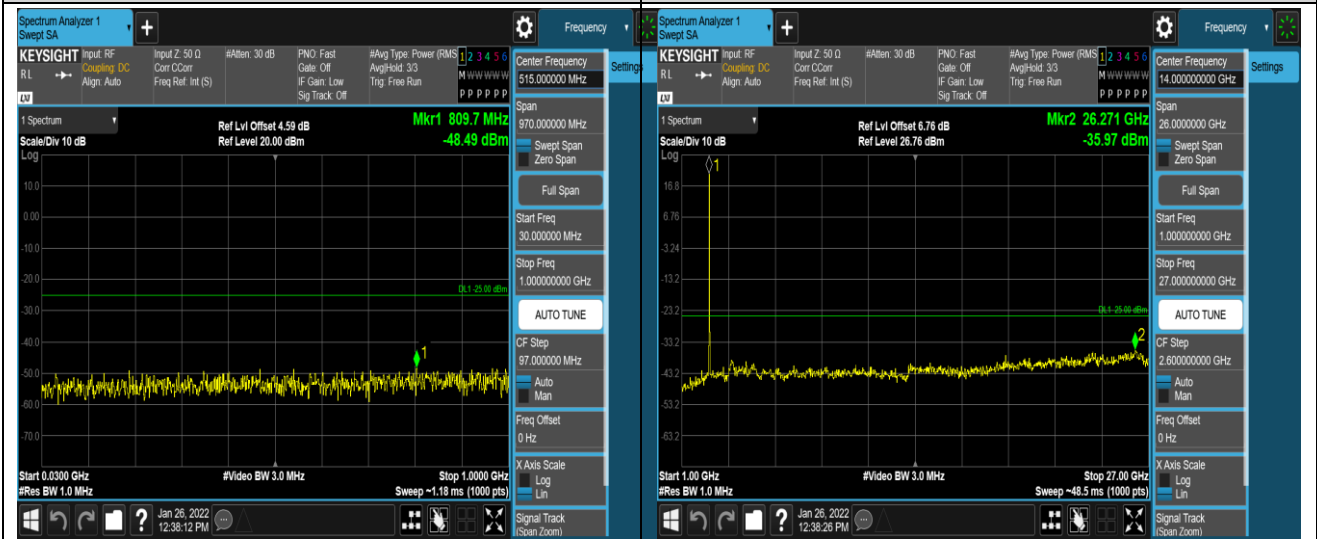 Spectrum Analyzer 1
Swept SA
Frequency
KEYSIGHT
RL
LXI
Input: RF
Coupling: DC
Align: Auto
Input Z: 50 Ω
Corr CCorr
Freq Ref: Int (S)
#Atten: 30 dB
PNO: Fast
Gate: Off
IF Gain: Low
Sig Track: Off
#Avg Type: Power (RMS
Avg|Hold: 3/3
Trig: Free Run
1 2 3 4 5 6
M W W W W W
P P P P P P
Center Frequency
515.000000 MHz
Settings
Span
970.000000 MHz
Swept Span
Zero Span
Full Span
Start Freq
30.000000 MHz
Stop Freq
1.000000000 GHz
AUTO TUNE
CF Step
97.000000 MHz
Auto
Man
Freq Offset
0 Hz
X Axis Scale
Log
Lin
Signal Track
(Span Zoom)
1 Spectrum
Scale/Div 10 dB
Log
Ref Lvl Offset 4.59 dB
Ref Level 20.00 dBm
Mkr1 809.7 MHz
-48.49 dBm
10.0
0.00
-10.0
-20.0
DL1 -25.00 dBm
-30.0
-40.0
1
-50.0
-60.0
-70.0
Start 0.0300 GHz
#Res BW 1.0 MHz
#Video BW 3.0 MHz
Stop 1.0000 GHz
Sweep ~1.18 ms (1000 pts)
?
Jan 26, 2022
12:38:12 PM
Spectrum Analyzer 1
Swept SA
Frequency
KEYSIGHT
RL
LXI
Input: RF
Coupling: DC
Align: Auto
Input Z: 50 Ω
Corr CCorr
Freq Ref: Int (S)
#Atten: 30 dB
PNO: Fast
Gate: Off
IF Gain: Low
Sig Track: Off
#Avg Type: Power (RMS
Avg|Hold: 3/3
Trig: Free Run
1 2 3 4 5 6
M W W W W W
P P P P P P
Center Frequency
14.000000000 GHz
Settings
Span
26.0000000 GHz
Swept Span
Zero Span
Full Span
Start Freq
1.000000000 GHz
Stop Freq
27.000000000 GHz
AUTO TUNE
CF Step
2.600000000 GHz
Auto
Man
Freq Offset
0 Hz
X Axis Scale
Log
Lin
Signal Track
(Span Zoom)
1 Spectrum
Scale/Div 10 dB
Log
Ref Lvl Offset 6.76 dB
Ref Level 26.76 dBm
Mkr2 26.271 GHz
-35.97 dBm
1
16.8
6.76
-3.24
-13.2
-23.2
DL1 -25.00 dBm
-33.2
2
-43.2
-53.2
-63.2
Start 1.00 GHz
#Res BW 1.0 MHz
#Video BW 3.0 MHz
Stop 27.00 GHz
Sweep ~48.5 ms (1000 pts)
?
Jan 26, 2022
12:38:26 PM